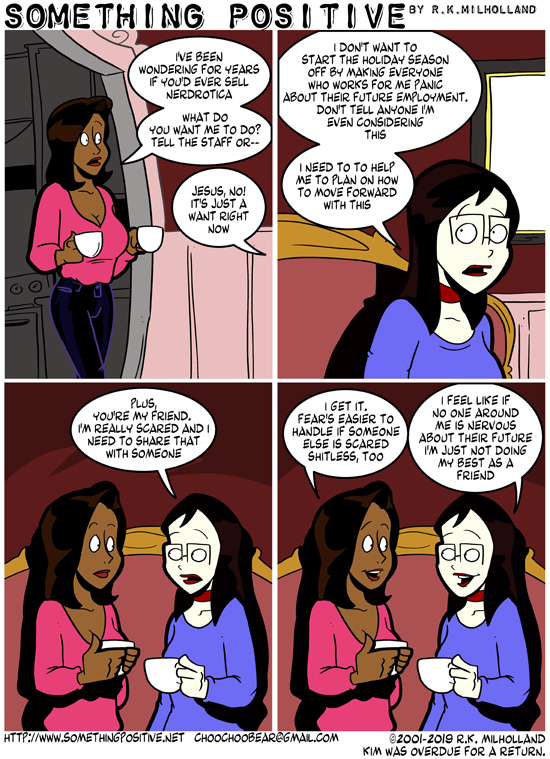 SOMETHING POSITIVE BY R.K.MILHOLLAND
I'VE BEEN
WONDERING FOR YEARS
IF YOU'D EVER SELL
NERDROTICA
WHAT DO
YOU WANT ME TO DO?
TELL THE STAFF OR--
JESUS, NO!
IT'S JUST A
WANT RIGHT
NOW
I DON'T WANT TO
START THE HOLIDAY SEASON
OFF BY MAKING EVERYONE
WHO WORKS FOR ME PANIC
ABOUT THEIR FUTURE EMPLOYMENT.
DON'T TELL ANYONE I'M
EVEN CONSIDERING
THIS
I NEED TO TO HELP
ME TO PLAN ON HOW
TO MOVE FORWARD
WITH THIS
PLUS,
YOU'RE MY FRIEND.
I'M REALLY SCARED AND I
NEED TO SHARE THAT
WITH SOMEONE
I GET IT.
FEAR'S EASIER TO
HANDLE IF SOMEONE
ELSE IS SCARED
SHITLESS, TOO
I FEEL LIKE IF
NO ONE AROUND
ME IS NERVOUS
ABOUT THEIR FUTURE
I'M JUST NOT DOING
MY BEST AS A
FRIEND
HTTP://WWW.SOMETHINGPOSITIVE.NET CHOOCHOOBEAR@GMAIL.COM
©2001-2018 R.K. MILHOLLAND
KIM WAS OVERDUE FOR A RETURN.